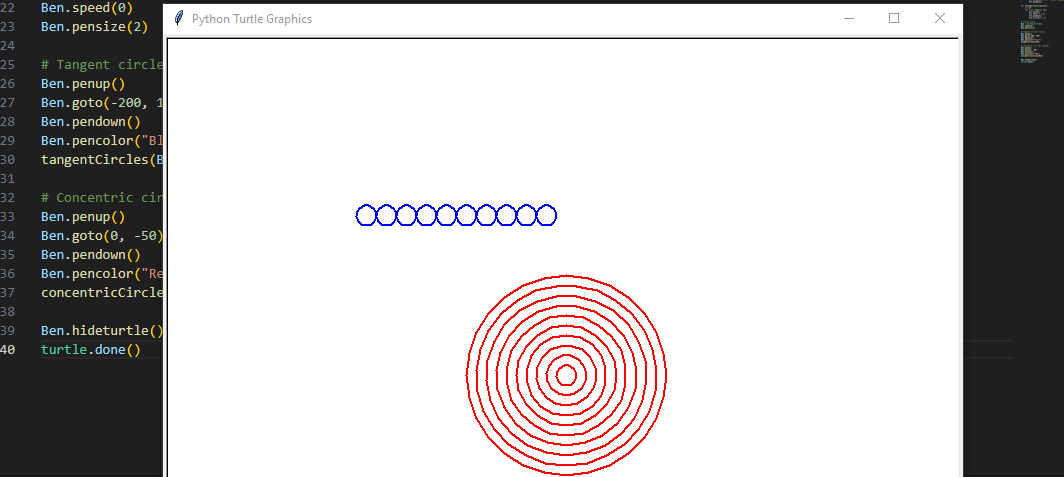 Python Turtle Graphics
22 Ben.speed(0)
23 Ben.pensize(2)
24
25 # Tangent circle
26 Ben.penup()
27 Ben.goto(-200, 1
28 Ben.pendown()
29 Ben.pencolor("Bl
30 tangentCircles(B
31
32 # Concentric cir
33 Ben.penup()
34 Ben.goto(0, -50)
35 Ben.pendown()
36 Ben.pencolor("Re
37 concentricCircle
38
39 Ben.hideturtle()
40 turtle.done()